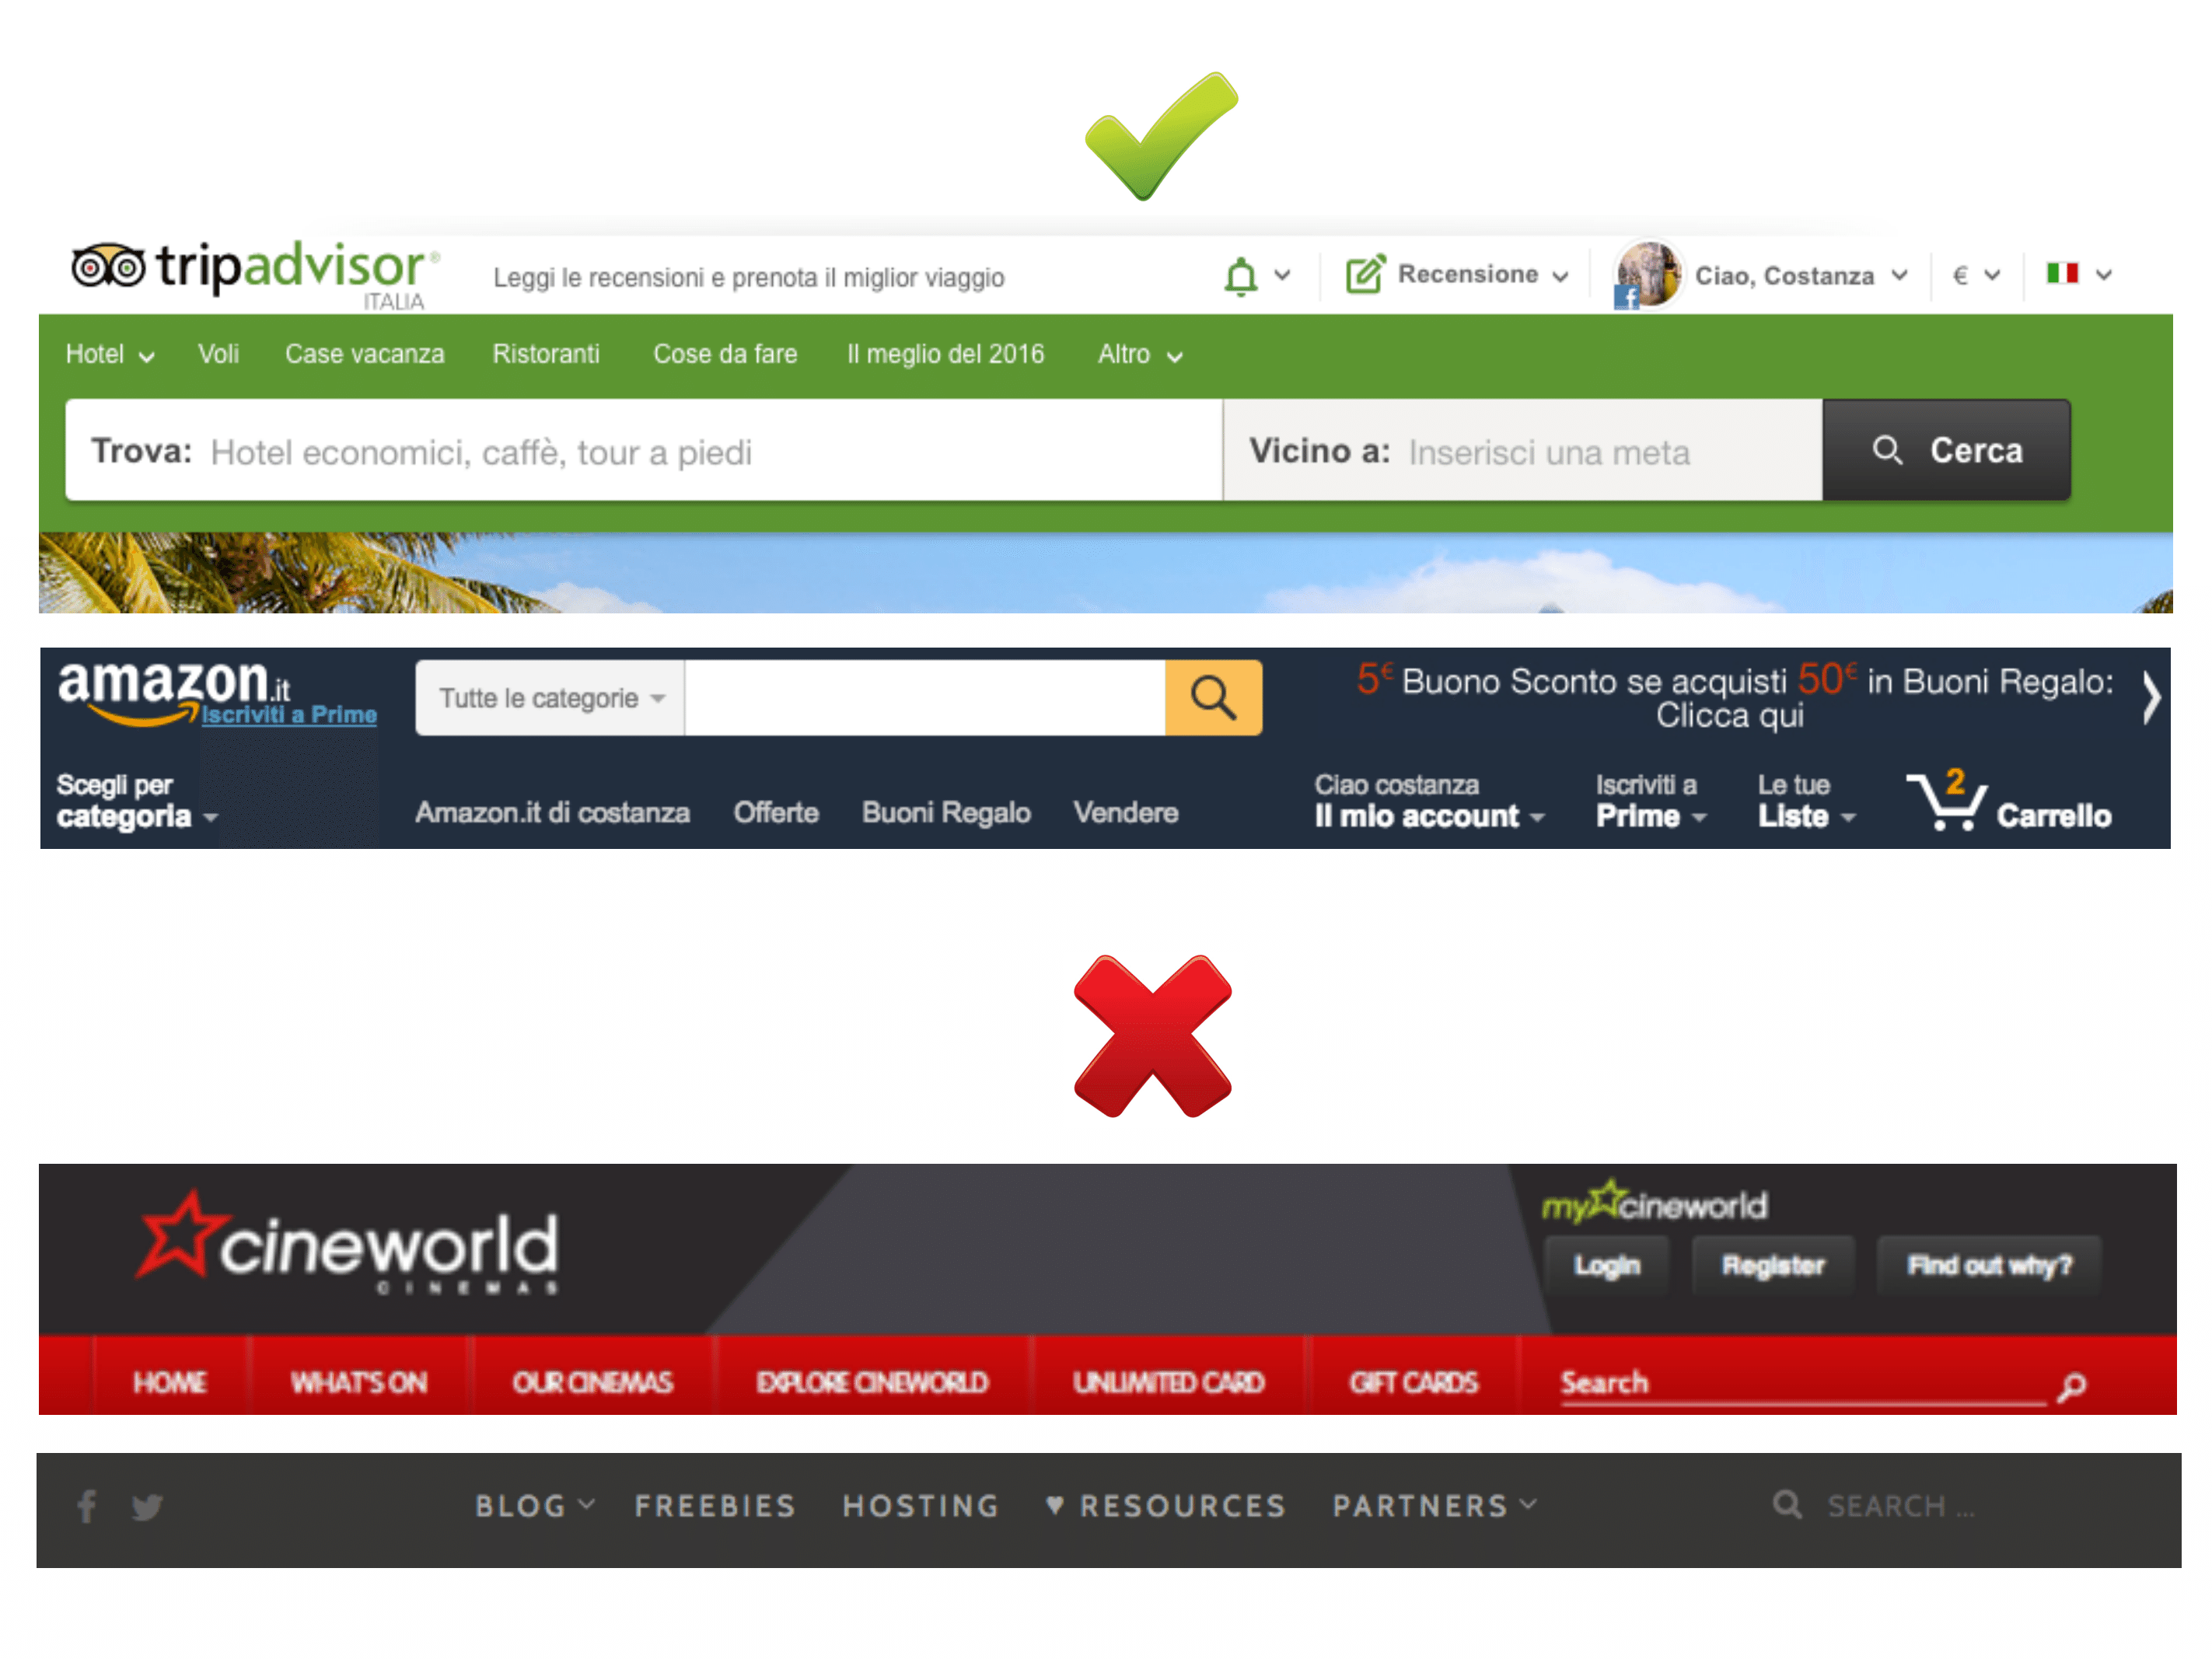 tripadvisor®
ITALIA
Leggi le recensioni e prenota il miglior viaggio
Recensione
f
Ciao, Costanza
€
Hotel Voli Case vacanza Ristoranti Cose da fare Il meglio del 2016 Altro
Trova: Hotel economici, caffè, tour a piedi
Vicino a: Inserisci una meta
Cerca
amazon.it
Iscriviti a Prime
Tutte le categorie
5€ Buono Sconto se acquisti 50€ in Buoni Regalo:
Clicca qui
Scegli per
categoria
Amazon.it di costanza Offerte Buoni Regalo Vendere
Ciao costanza
Il mio account
Iscriviti a
Prime
Le tue
Liste
2
Carrello
cineworld
CINEMAS
my cineworld
Login Register Find out why?
HOME WHAT'S ON OUR CINEMAS EXPLORE CINEWORLD UNLIMITED CARD GIFT CARDS Search
f BLOG FREEBIES HOSTING ♥ RESOURCES PARTNERS SEARCH ...